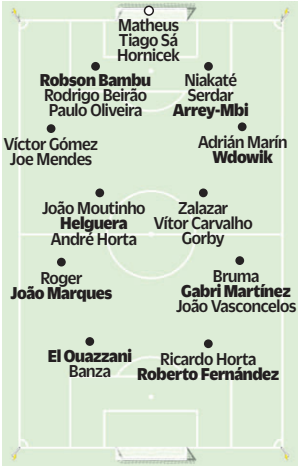 Matheus
Tiago Sá
Hornicek
Robson Bambu
Rodrigo Beirão
Paulo Oliveira
Niakaté
Serdar
Arrey-Mbi
Víctor Gómez
Joe Mendes
Adrián Marín
Wdowik
João Moutinho
Helguera
André Horta
Zalazar
Vítor Carvalho
Gorby
Roger
João Marques
Bruma
Gabri Martínez
João Vasconcelos
El Ouazzani
Banza
Ricardo Horta
Roberto Fernández